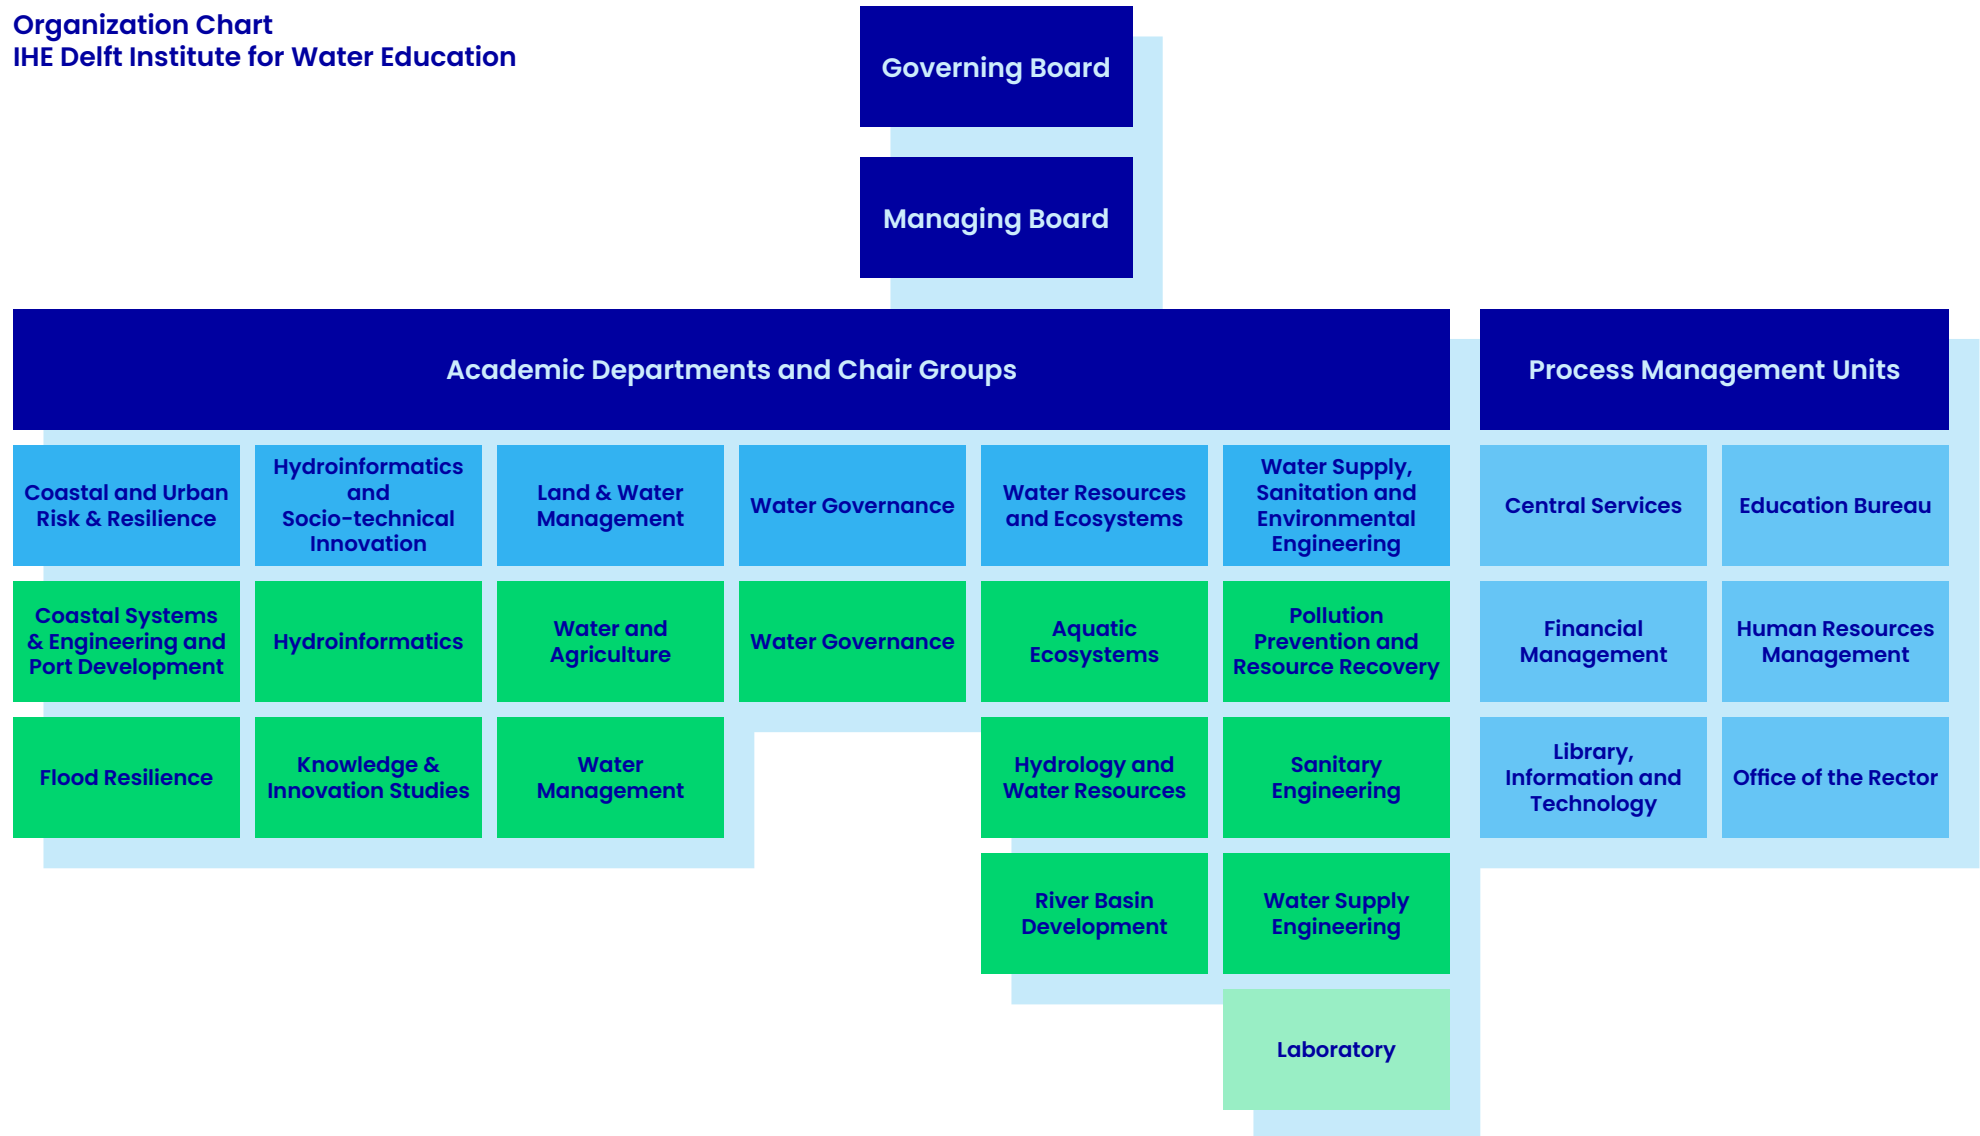 Organization Chart
IHE Delft Institute for Water Education
Governing Board
Managing Board
Academic Departments and Chair Groups
Process Management Units
Coastal and Urban
Risk & Resilience
Hydroinformatics
and
Socio-technical
Innovation
Land & Water
Management
Water Governance
Water Resources
and Ecosystems
Water Supply,
Sanitation and
Environmental
Engineering
Central Services
Education Bureau
Coastal Systems
& Engineering and
Port Development
Hydroinformatics
Water and
Agriculture
Water Governance
Aquatic
Ecosystems
Pollution
Prevention and
Resource Recovery
Financial
Management
Human Resources
Management
Flood Resilience
Knowledge &
Innovation Studies
Water
Management
Hydrology and
Water Resources
Sanitary
Engineering
Library,
Information and
Technology
Office of the Rector
River Basin
Development
Water Supply
Engineering
Laboratory